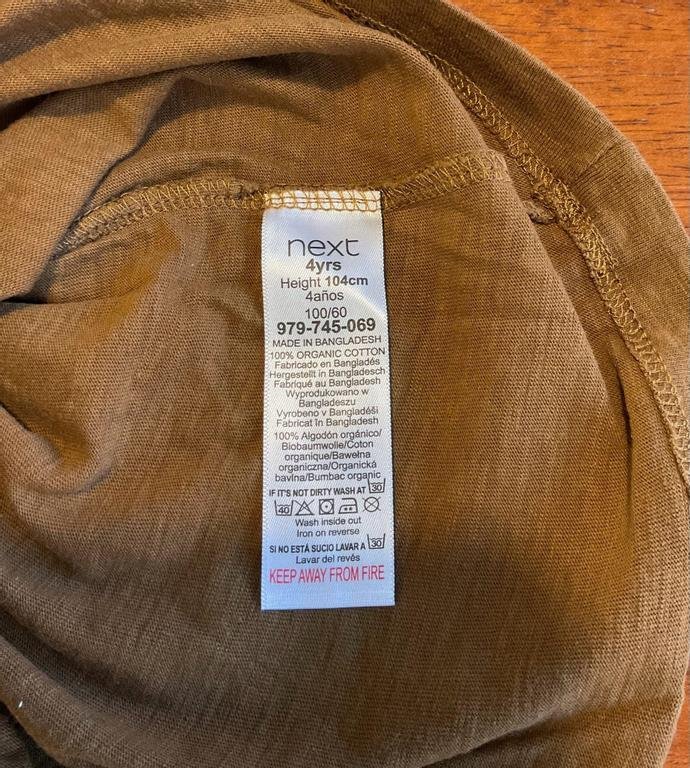 next
4yrs
Height 104cm
4años
100/60
979-745-069
MADE IN BANGLADESH
100% ORGANIC COTTON
Fabricado en Bangladés
Hergestellt in Bangladesch
Fabriqué au Bangladesh
Wyprodukowano w
Bangladeszu
Vyrobeno v Bangladéši
Fabricat în Bangladesh
100% Algodón orgánico/
Biobaumwolle/Coton
organique/Bawełna
organiczna/Organická
bavlna/Bumbac organic
IF IT'S NOT DIRTY WASH AT 30
40
Wash inside out
Iron on reverse
SI NO ESTÁ SUCIO LAVAR A 30
Lavar del revés
KEEP AWAY FROM FIRE